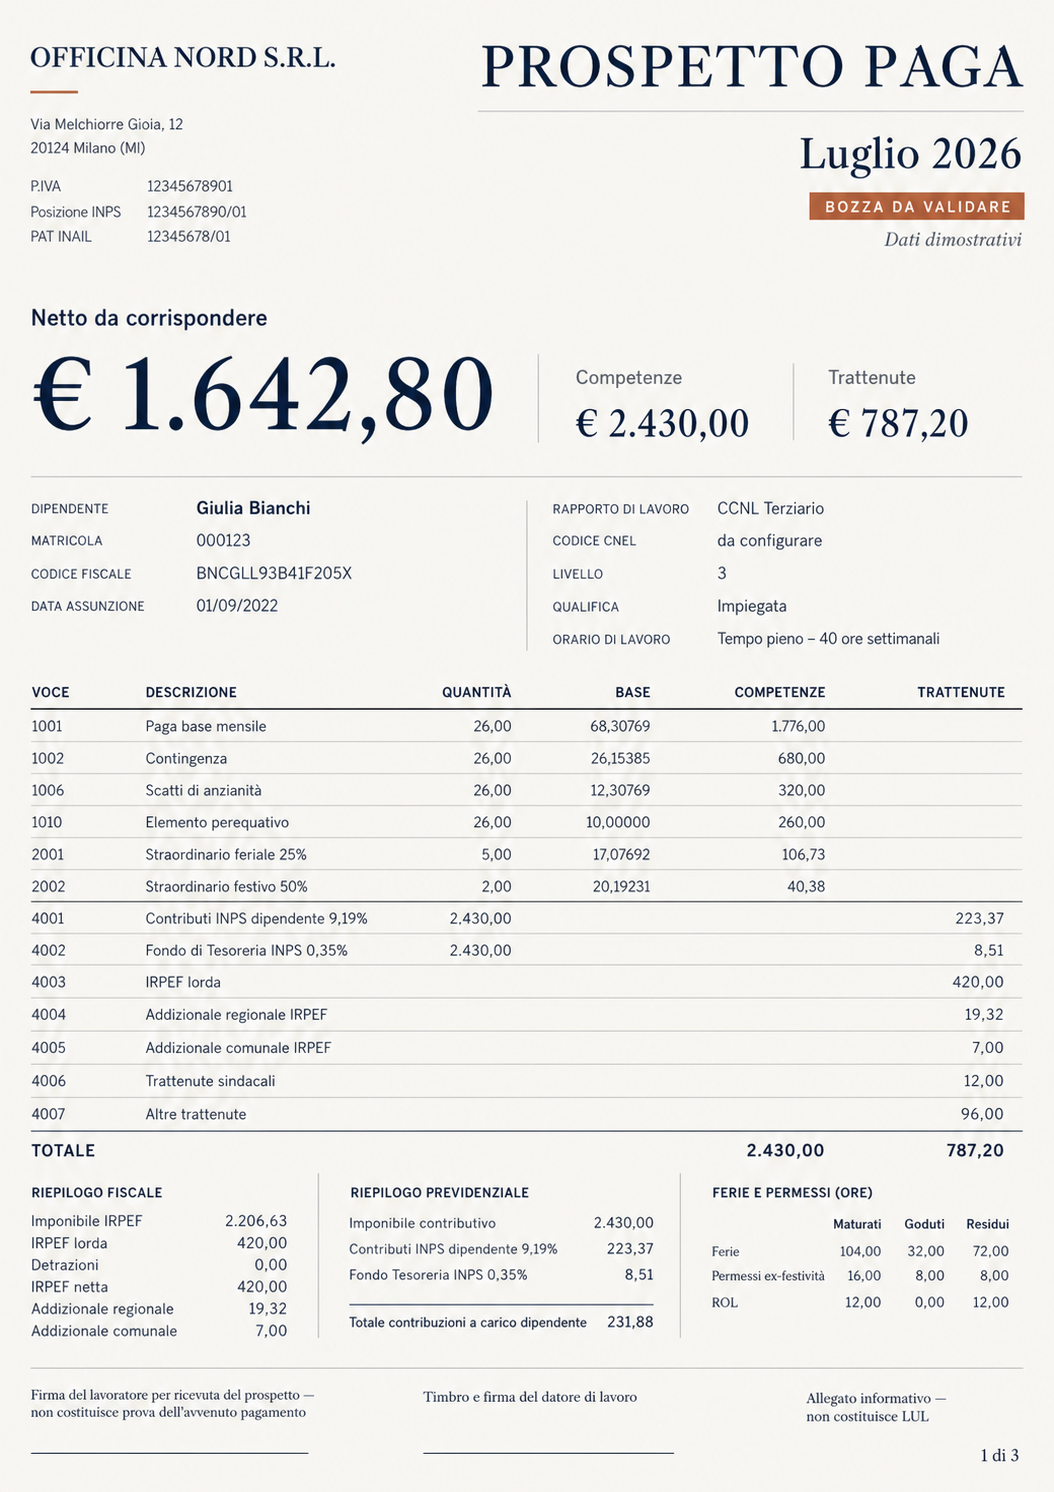 OFFICINA NORD S.R.L.
Via Melchiorre Gioia, 12
20124 Milano (MI)
P.IVA 12345678901
Posizione INPS 1234567890/01
PAT INAIL 12345678/01
PROSPETTO PAGA
Luglio 2026
BOZZA DA VALIDARE
Dati dimostrativi
Netto da corrispondere
€ 1.642,80
Competenze
€ 2.430,00
Trattenute
€ 787,20
DIPENDENTE Giulia Bianchi
MATRICOLA 000123
CODICE FISCALE BNCGLL93B41F205X
DATA ASSUNZIONE 01/09/2022
RAPPORTO DI LAVORO CCNL Terziario
CODICE CNEL da configurare
LIVELLO 3
QUALIFICA Impiegata
ORARIO DI LAVORO Tempo pieno – 40 ore settimanali
VOCE DESCRIZIONE QUANTITÀ BASE COMPETENZE TRATTENUTE
1001 Paga base mensile 26,00 68,30769 1.776,00
1002 Contingenza 26,00 26,15385 680,00
1006 Scatti di anzianità 26,00 12,30769 320,00
1010 Elemento perequativo 26,00 10,00000 260,00
2001 Straordinario feriale 25% 5,00 17,07692 106,73
2002 Straordinario festivo 50% 2,00 20,19231 40,38
4001 Contributi INPS dipendente 9,19% 2.430,00 223,37
4002 Fondo di Tesoreria INPS 0,35% 2.430,00 8,51
4003 IRPEF lorda 420,00
4004 Addizionale regionale IRPEF 19,32
4005 Addizionale comunale IRPEF 7,00
4006 Trattenute sindacali 12,00
4007 Altre trattenute 96,00
TOTALE 2.430,00 787,20
RIEPILOGO FISCALE
Imponibile IRPEF 2.206,63
IRPEF lorda 420,00
Detrazioni 0,00
IRPEF netta 420,00
Addizionale regionale 19,32
Addizionale comunale 7,00
RIEPILOGO PREVIDENZIALE
Imponibile contributivo 2.430,00
Contributi INPS dipendente 9,19% 223,37
Fondo Tesoreria INPS 0,35% 8,51
Totale contribuzioni a carico dipendente 231,88
FERIE E PERMESSI (ORE)
Maturati Goduti Residui
Ferie 104,00 32,00 72,00
Permessi ex-festività 16,00 8,00 8,00
ROL 12,00 0,00 12,00
Firma del lavoratore per ricevuta del prospetto —
non costituisce prova dell'avvenuto pagamento
Timbro e firma del datore di lavoro
Allegato informativo —
non costituisce LUL
1 di 3